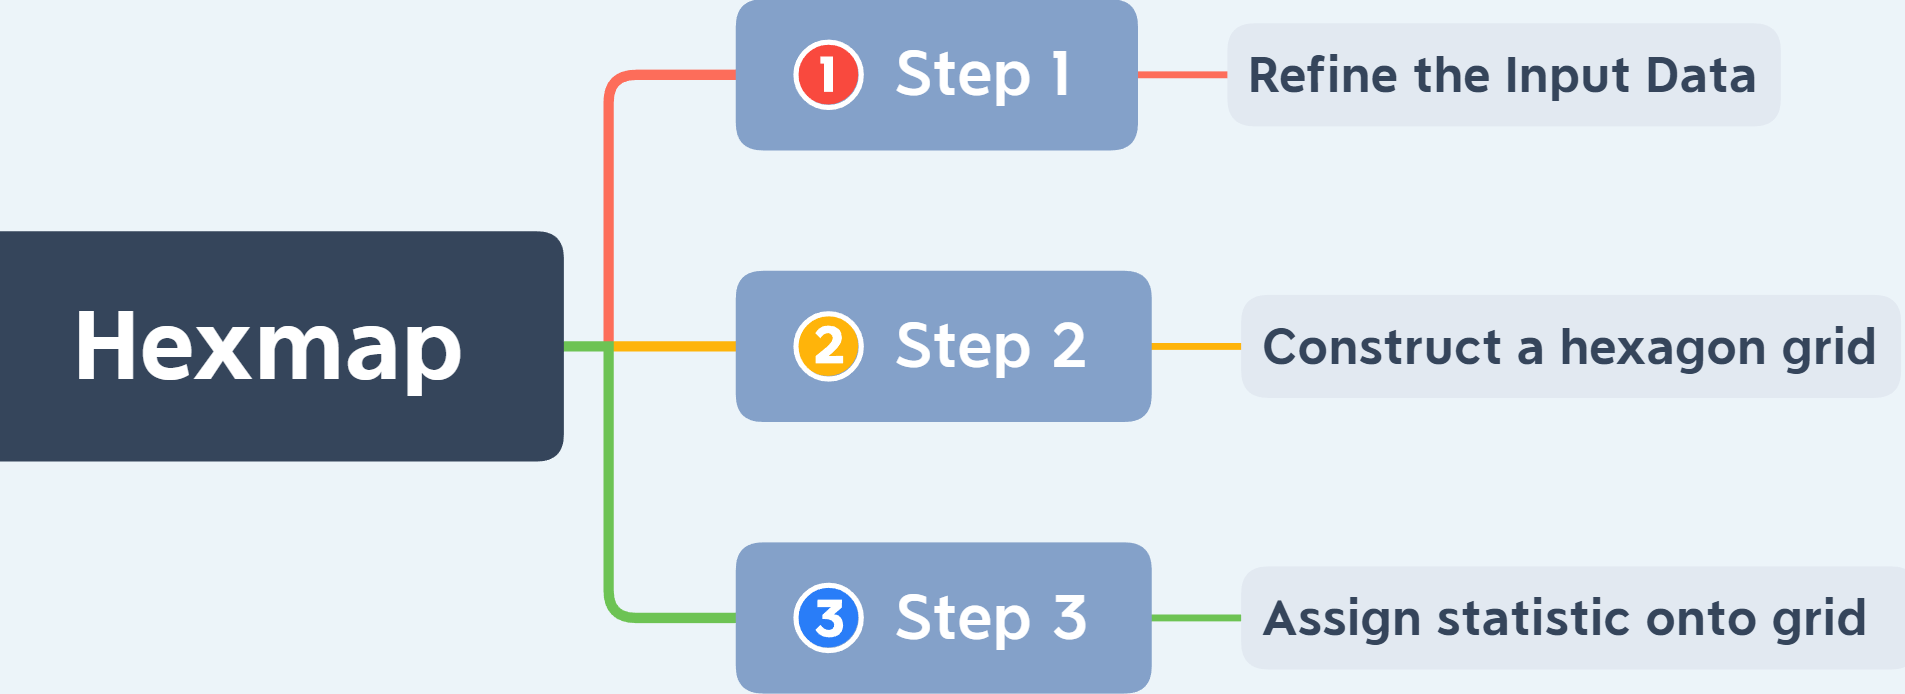 Hexmap
1 Step 1
Refine the Input Data
2 Step 2
Construct a hexagon grid
3 Step 3
Assign statistic onto grid